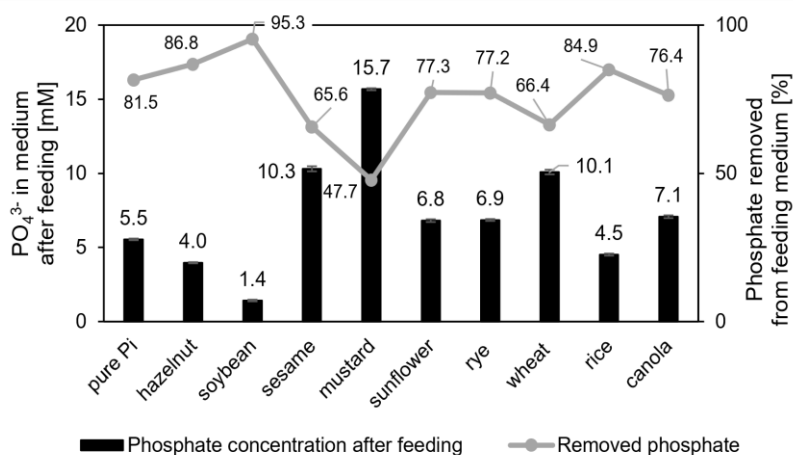 PO₄³⁻ in medium
after feeding [mM]
20
15
10
5
0
100
50
0
Phosphate removed
from feeding medium [%]
81.5
86.8
95.3
65.6
47.7
77.3
77.2
66.4
84.9
76.4
5.5
4.0
1.4
10.3
15.7
6.8
6.9
10.1
4.5
7.1
pure Pi
hazelnut
soybean
sesame
mustard
sunflower
rye
wheat
rice
canola
Phosphate concentration after feeding
Removed phosphate